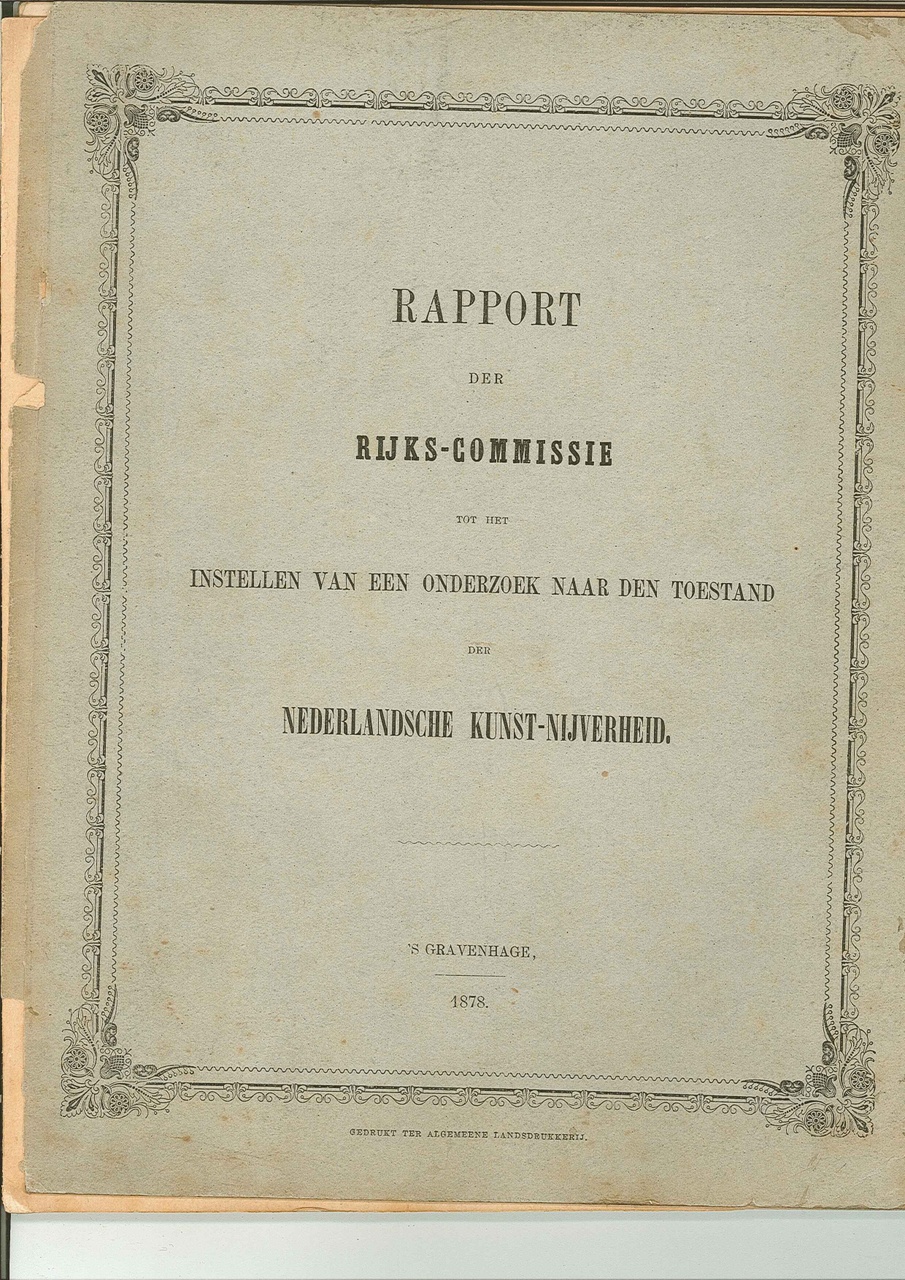 RAPPORT
DER
RIJKS-COMMISSIE
TOT HET
INSTELLEN VAN EEN ONDERZOEK NAAR DEN TOESTAND
DER
NEDERLANDSCHE KUNST-NIJVERHEID.
'S GRAVENHAGE,
1878.
GEDRUKT TER ALGEMEENE LANDSDRUKKERIJ.